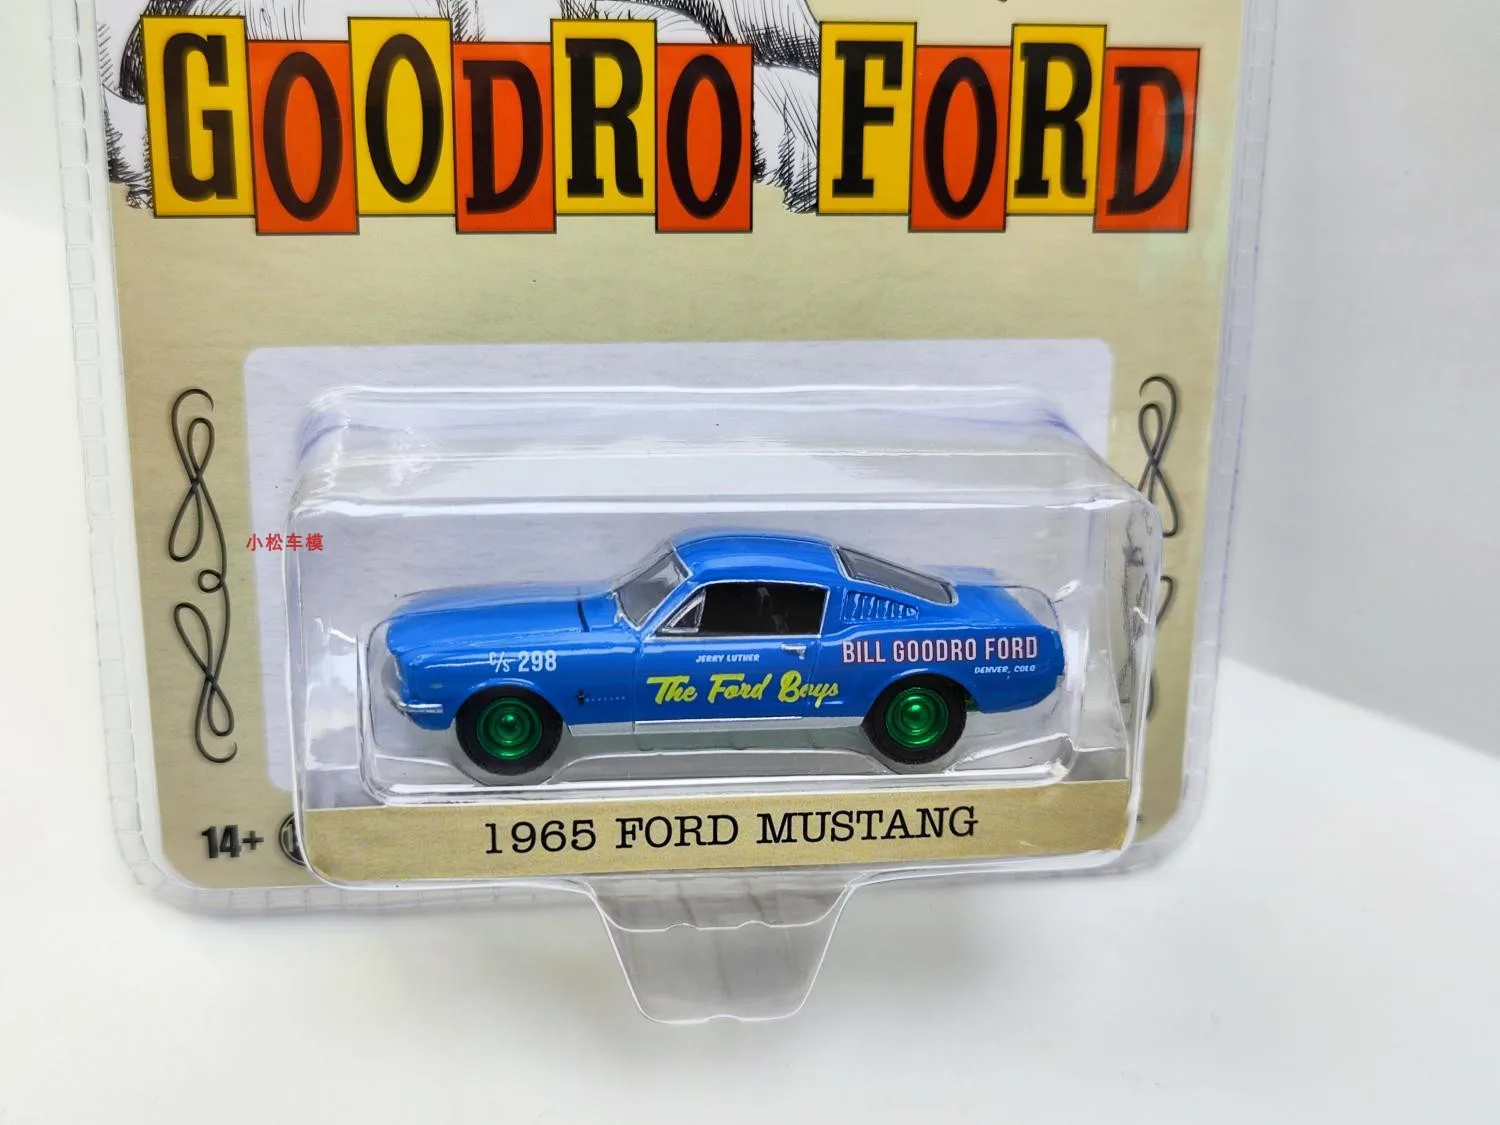 GOODRO FORD
小松车模
C/S 298
JERRY LUTHER
The Ford Boys
MUSTANG
BILL GOODRO FORD
DENVER, COLO
14+
1965 FORD MUSTANG